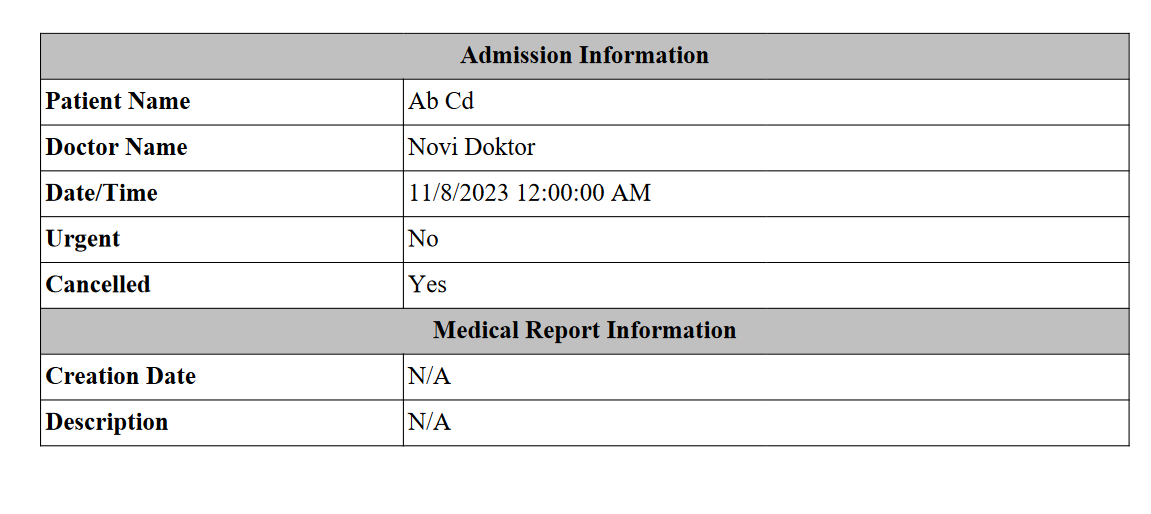 Admission Information
Patient Name Ab Cd
Doctor Name Novi Doktor
Date/Time 11/8/2023 12:00:00 AM
Urgent No
Cancelled Yes
Medical Report Information
Creation Date N/A
Description N/A